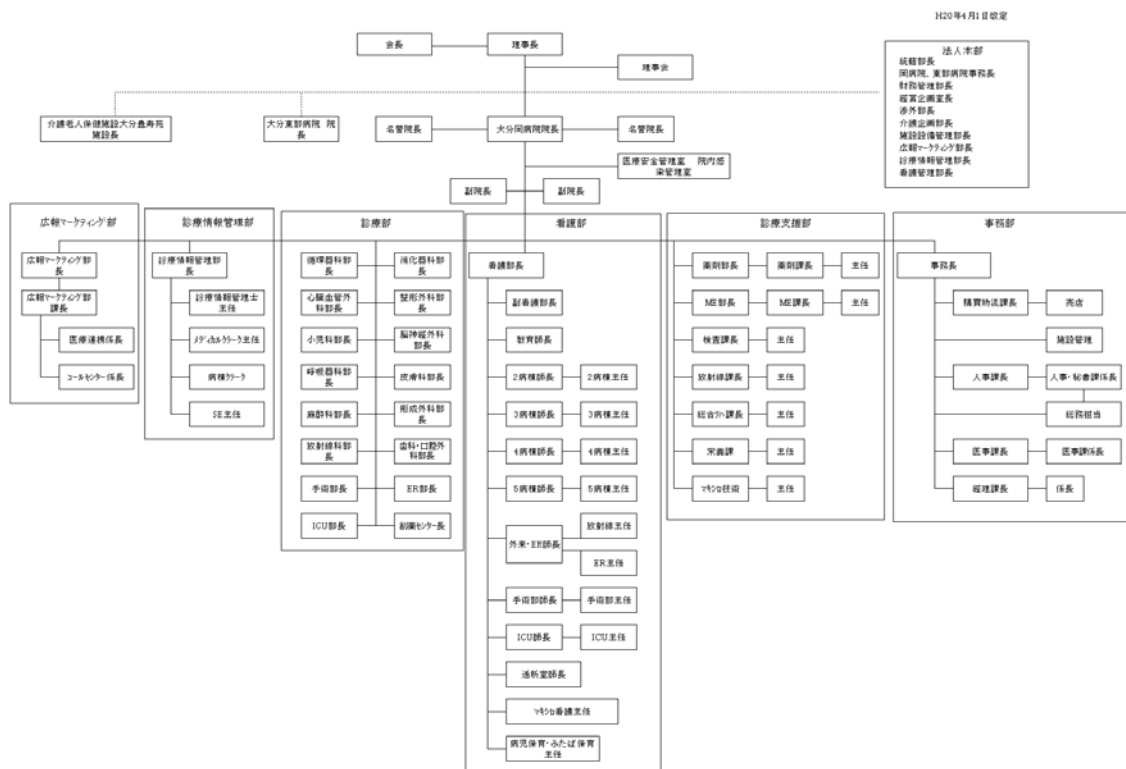 H20年4月1日改定
会長
理事長
理事会
法人本部
統轄部長
岡病院、東部病院事務長
財務管理部長
経営企画室長
渉外部長
介護企画部長
施設設備管理部長
広報マーケティング部長
診療情報管理部長
看護管理部長
介護老人保健施設大分豊寿苑
施設長
大分東部病院 院
長
名誉院長
大分岡病院院長
名誉院長
医療安全管理室 院内感
染管理室
副院長
副院長
広報マーケティング部
広報マーケティング部
長
広報マーケティング部
課長
医療連携係長
コールセンター係長
診療情報管理部
診療情報管理部
長
診療情報管理士
主任
メディカルクラーク主任
病棟クラーク
SE主任
診療部
循環器科部長
消化器科部長
心臓血管外
科部長
整形外科部長
小児科部長
脳神経外科
部長
呼吸器科部
長
皮膚科部長
麻酔科部長
形成外科部
長
放射線科部
長
歯科・口腔外
科部長
手術部長
ER部長
ICU部長
創薬センター長
看護部
看護部長
副看護部長
教育師長
2病棟師長
2病棟主任
3病棟師長
3病棟主任
4病棟師長
4病棟主任
5病棟師長
5病棟主任
外来・ER師長
放射線主任
ER主任
手術部師長
手術部主任
ICU師長
ICU主任
透析室師長
マキシロ看護主任
病児保育・ふたば保育
主任
診療支援部
薬剤部長
薬剤課長
主任
ME部長
ME課長
主任
検査課長
主任
放射線課長
主任
総合リハ課長
主任
栄養課
主任
マキシロ技術
主任
事務部
事務長
購買物流課長
売店
施設管理
人事課長
人事・秘書課係長
総務担当
医事課長
医事課係長
経理課長
係長